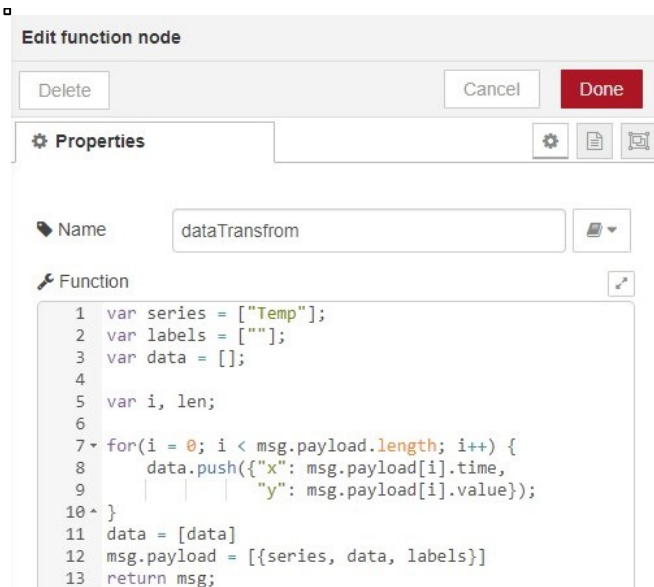 Edit function node
Delete Cancel Done
Properties
Name dataTransfrom
Function
1 var series = ["Temp"];
2 var labels = [""];
3 var data = [];
4
5 var i, len;
6
7 for(i = 0; i < msg.payload.length; i++) {
8 data.push({"x": msg.payload[i].time,
9 "y": msg.payload[i].value});
10 }
11 data = [data]
12 msg.payload = [{series, data, labels}]
13 return msg;